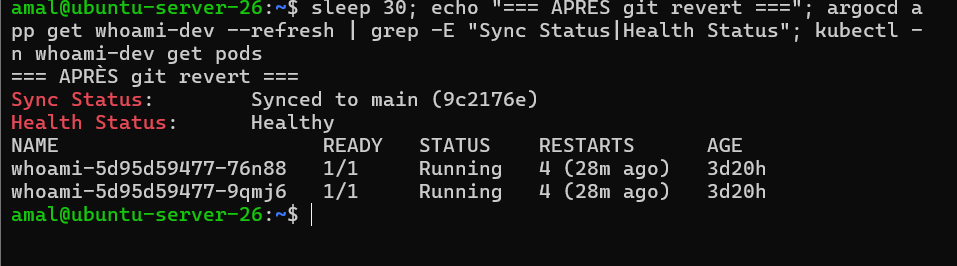 amal@ubuntu-server-26:~$ sleep 30; echo "=== APRÈS git revert ==="; argocd a
pp get whoami-dev --refresh | grep -E "Sync Status|Health Status"; kubectl -
n whoami-dev get pods
=== APRÈS git revert ===
Sync Status:        Synced to main (9c2176e)
Health Status:      Healthy
NAME                      READY   STATUS    RESTARTS      AGE
whoami-5d95d59477-76n88   1/1     Running   4 (28m ago)   3d20h
whoami-5d95d59477-9qmj6   1/1     Running   4 (28m ago)   3d20h
amal@ubuntu-server-26:~$